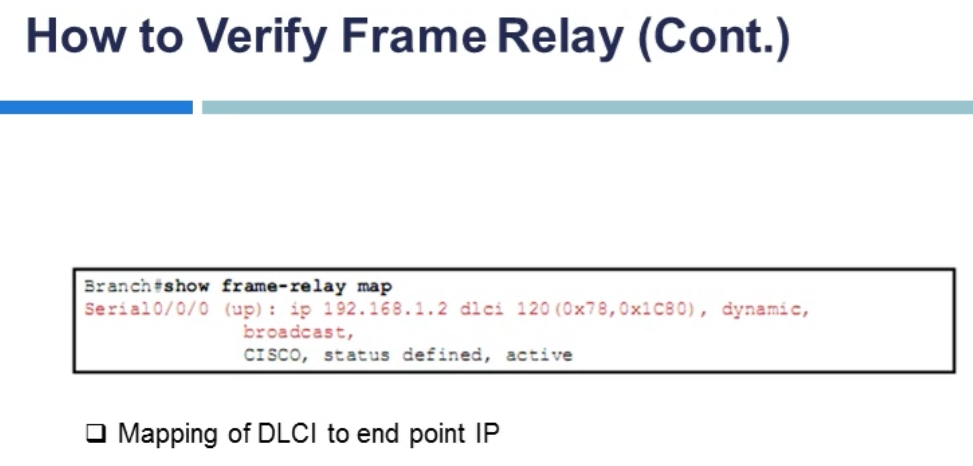 How to Verify Frame Relay (Cont.)
Branch#show frame-relay map
Serial0/0/0 (up): ip 192.168.1.2 dlci 120(0x78,0x1C80), dynamic,
broadcast,
CISCO, status defined, active
❑ Mapping of DLCI to end point IP